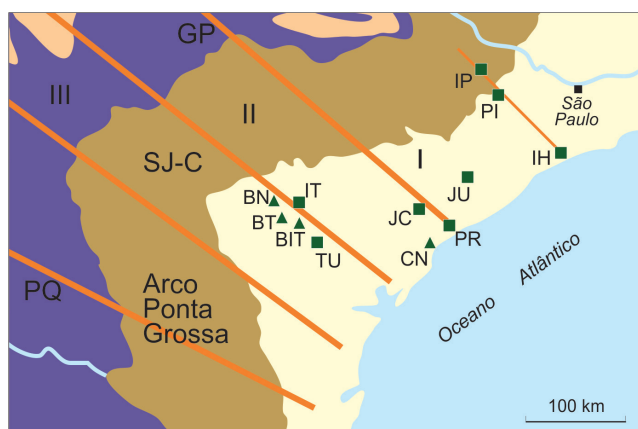 GP
III
IP
II
PI
São
Paulo
SJ-C
I
IH
BN
IT
JU
BT
JC
BIT
PR
TU
CN
PQ
Arco
Ponta
Grossa
Oceano Atlântico
100 km